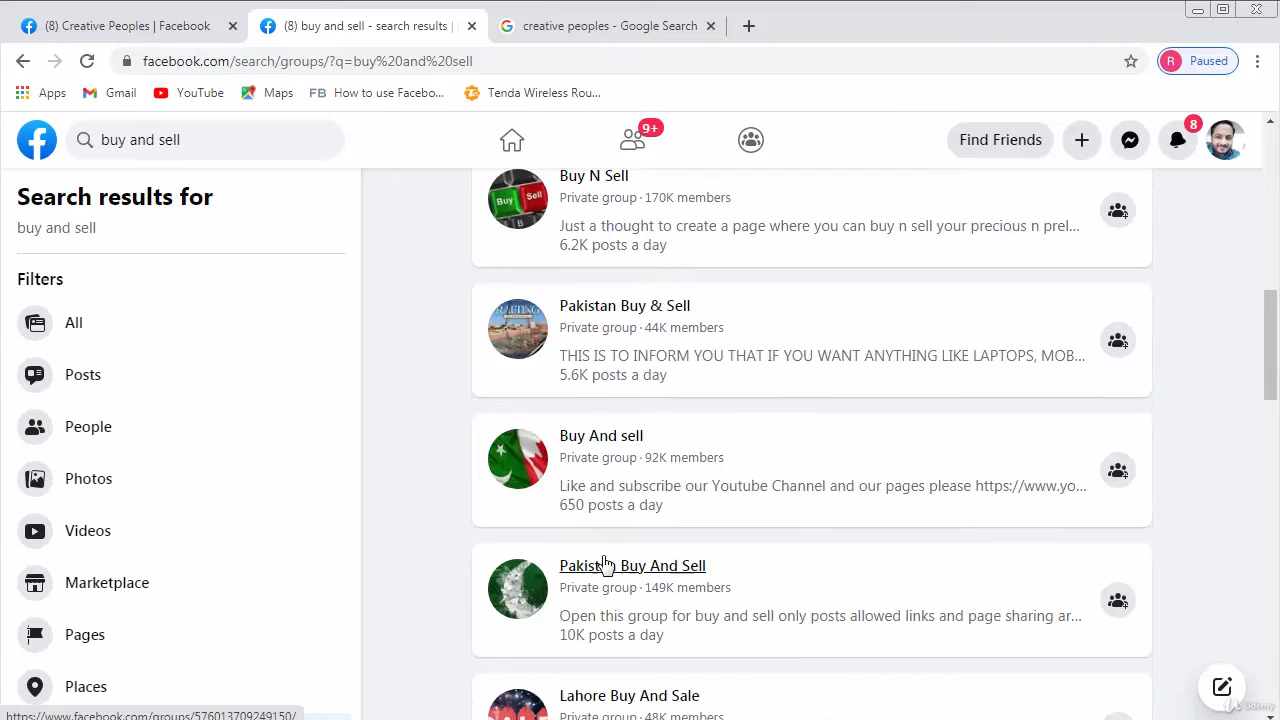 (8) Creative Peoples | Facebook
(8) buy and sell - search results |
creative peoples - Google Search
facebook.com/search/groups/?q=buy%20and%20sell
R Paused
Apps
Gmail
YouTube
Maps
FB How to use Facebo...
Tenda Wireless Rou...
buy and sell
9+
Find Friends
8
Search results for
buy and sell
Filters
All
Posts
People
Photos
Videos
Marketplace
Pages
Places
Buy N Sell
Private group · 170K members
Just a thought to create a page where you can buy n sell your precious n prel...
6.2K posts a day
Buy
Sell
B
Pakistan Buy & Sell
Private group · 44K members
THIS IS TO INFORM YOU THAT IF YOU WANT ANYTHING LIKE LAPTOPS, MOB...
5.6K posts a day
Buy And sell
Private group · 92K members
Like and subscribe our Youtube Channel and our pages please https://www.yo...
650 posts a day
Pakistan Buy And Sell
Private group · 149K members
Open this group for buy and sell only posts allowed links and page sharing ar...
10K posts a day
Lahore Buy And Sale
Private group · 48K members
https://www.facebook.com/groups/576013709249150/
Udemy